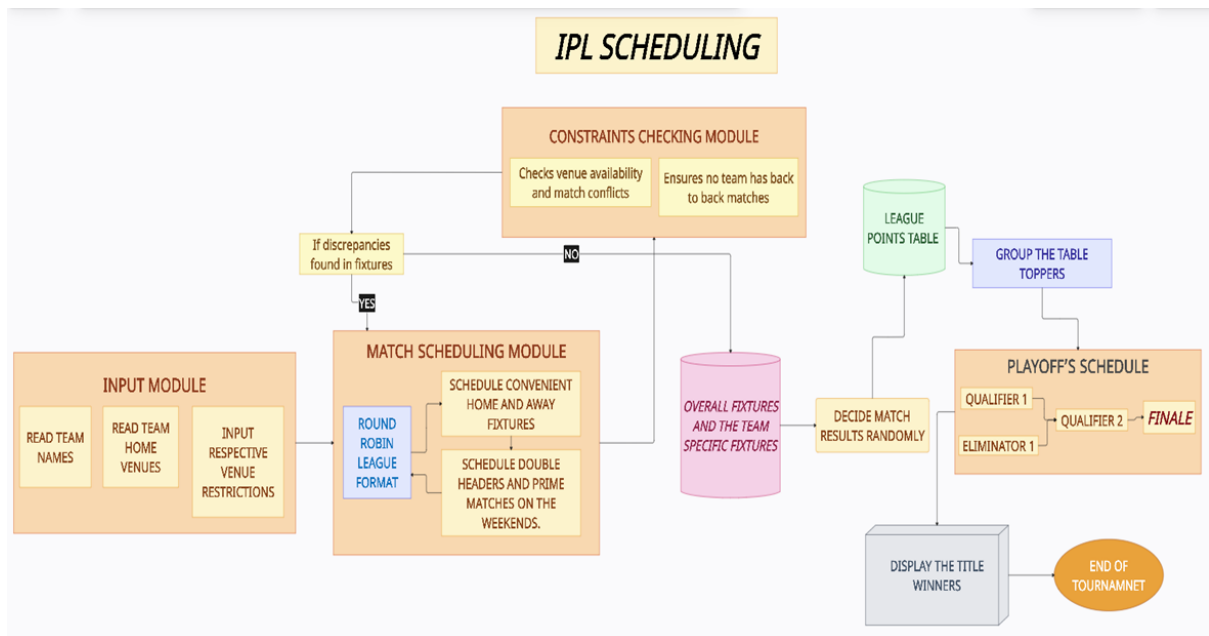 IPL SCHEDULING
CONSTRAINTS CHECKING MODULE
Checks venue availability
and match conflicts
Ensures no team has back
to back matches
If discrepancies
found in fixtures
NO
YES
INPUT MODULE
READ TEAM
NAMES
READ TEAM
HOME
VENUES
INPUT
RESPECTIVE
VENUE
RESTRICTIONS
MATCH SCHEDULING MODULE
ROUND
ROBIN
LEAGUE
FORMAT
SCHEDULE CONVENIENT
HOME AND AWAY
FIXTURES
SCHEDULE DOUBLE
HEADERS AND PRIME
MATCHES ON THE
WEEKENDS.
OVERALL FIXTURES
AND THE TEAM
SPECIFIC FIXTURES
DECIDE MATCH
RESULTS RANDOMLY
LEAGUE
POINTS TABLE
GROUP THE TABLE
TOPPERS
PLAYOFF'S SCHEDULE
QUALIFIER 1
ELIMINATOR 1
QUALIFIER 2
FINALE
DISPLAY THE TITLE
WINNERS
END OF
TOURNAMNET